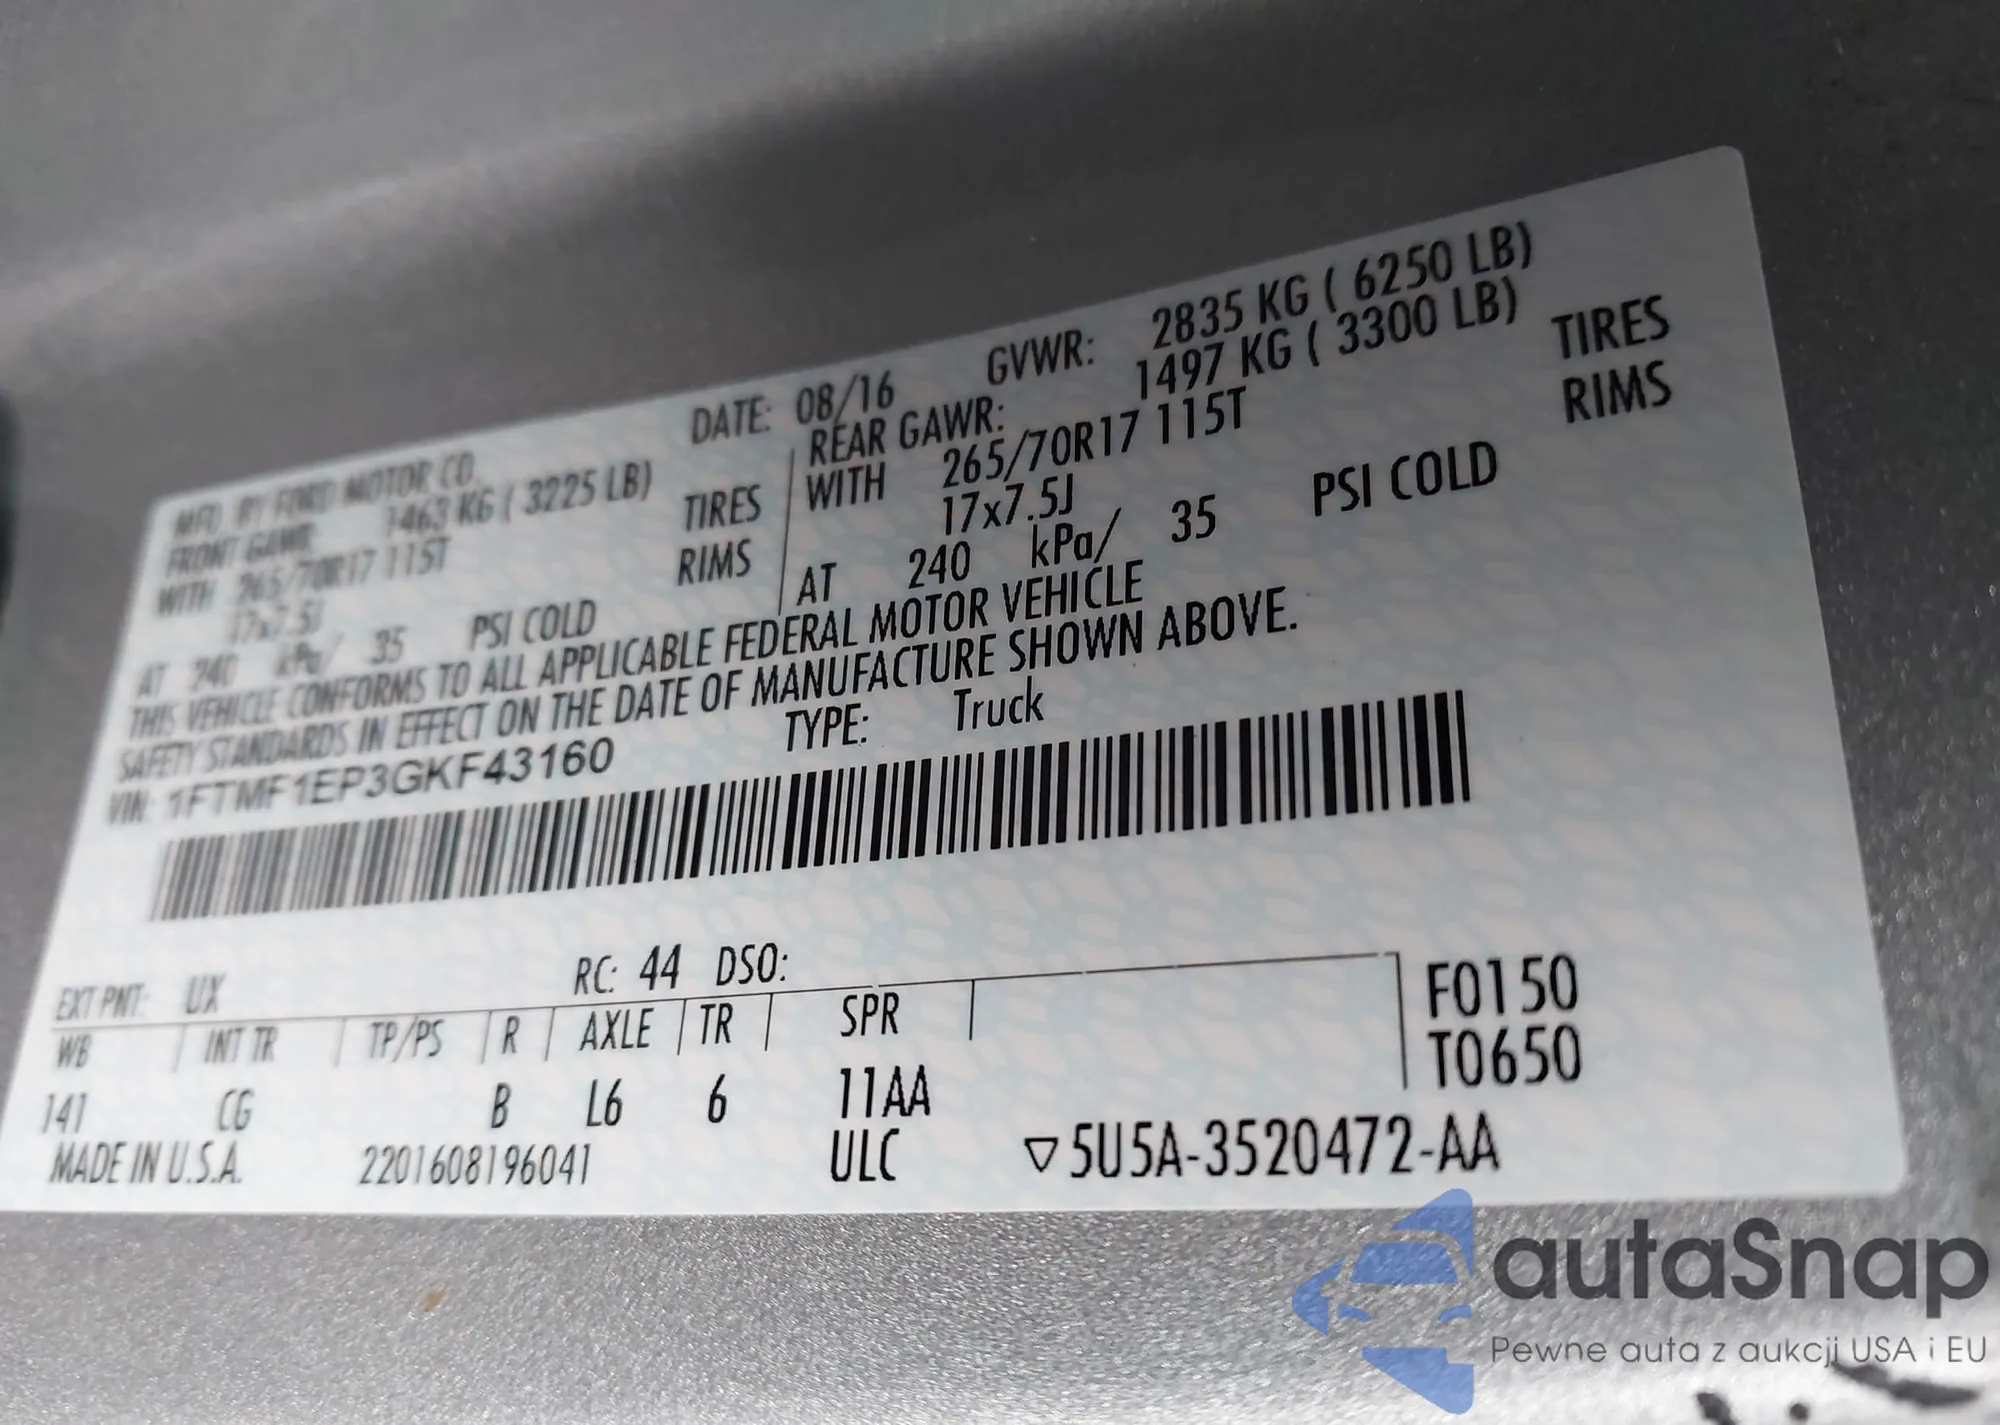 MFD. BY FORD MOTOR CO. DATE: 08/16 GVWR: 2835 KG ( 6250 LB)
FRONT GAWR: 1463 KG ( 3225 LB) REAR GAWR: 1497 KG ( 3300 LB)
WITH 265/70R17 115T TIRES WITH 265/70R17 115T TIRES
17x7.5J RIMS 17x7.5J RIMS
AT 240 kPa/ 35 PSI COLD AT 240 kPa/ 35 PSI COLD
THIS VEHICLE CONFORMS TO ALL APPLICABLE FEDERAL MOTOR VEHICLE
SAFETY STANDARDS IN EFFECT ON THE DATE OF MANUFACTURE SHOWN ABOVE.
VIN: 1FTMF1EP3GKF43160 TYPE: Truck
EXT PNT: UX RC: 44 DSO:
WB INT TR TP/PS R AXLE TR SPR F0150
141 CG B L6 6 11AA T0650
MADE IN U.S.A. 2201608196041 ULC ▽5U5A-3520472-AA
autaSnap
Pewne auta z aukcji USA i EU